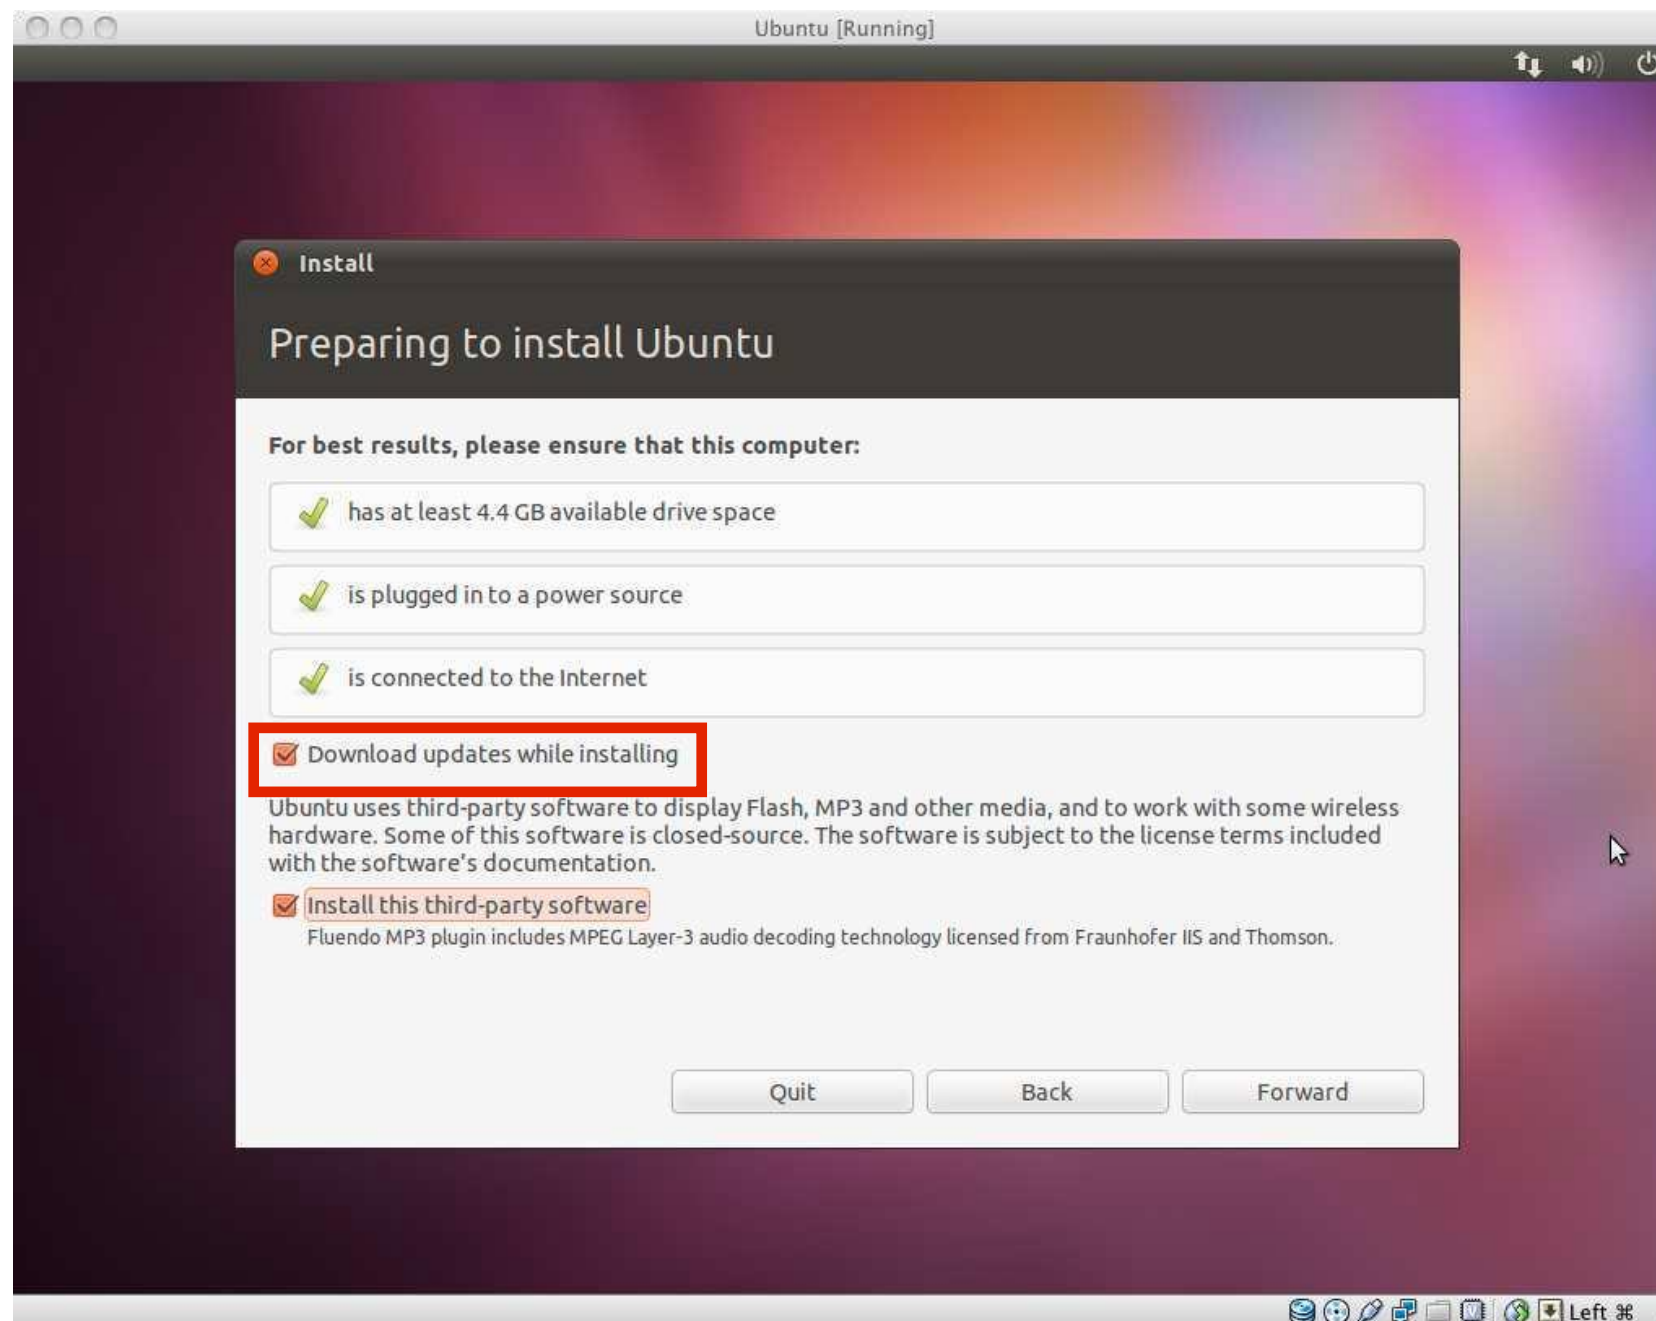 Ubuntu [Running]
Install
Preparing to install Ubuntu
For best results, please ensure that this computer:
has at least 4.4 GB available drive space
is plugged in to a power source
is connected to the Internet
Download updates while installing
Ubuntu uses third-party software to display Flash, MP3 and other media, and to work with some wireless
hardware. Some of this software is closed-source. The software is subject to the license terms included
with the software's documentation.
Install this third-party software
Fluendo MP3 plugin includes MPEG Layer-3 audio decoding technology licensed from Fraunhofer IIS and Thomson.
Quit Back Forward
Left ⌘